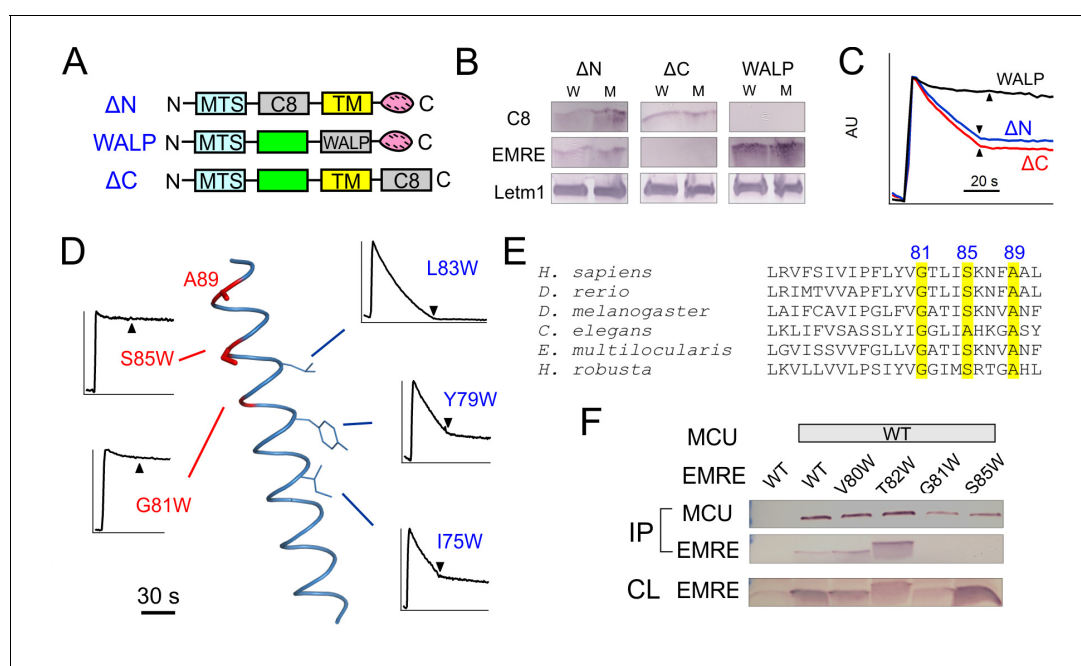 A
ΔN N MTS C8 TM C
WALP N MTS WALP C
ΔC N MTS TM C8 C
B
ΔN ΔC WALP
W M W M W M
C8
EMRE
Letm1
C
AU
WALP
ΔN
ΔC
20 s
D
A89
S85W
G81W
L83W
Y79W
I75W
30 s
E
81 85 89
H. sapiens LRVFSIVIPFLYVGTLISKNFAAL
D. rerio LRIMTVVAPFLYVGTLISKNFAAL
D. melanogaster LAIFCAVIPGLFVGATISKNVANF
C. elegans LKLIFVSASSLYIGGLIAHKGASY
E. multilocularis LGVISSVVFGLLVGATISKNVANF
H. robusta LKVLLVVLPSIYVGGIMSRTGAHL
F
MCU WT
EMRE WT WT V80W T82W G81W S85W
IP MCU
EMRE
CL EMRE